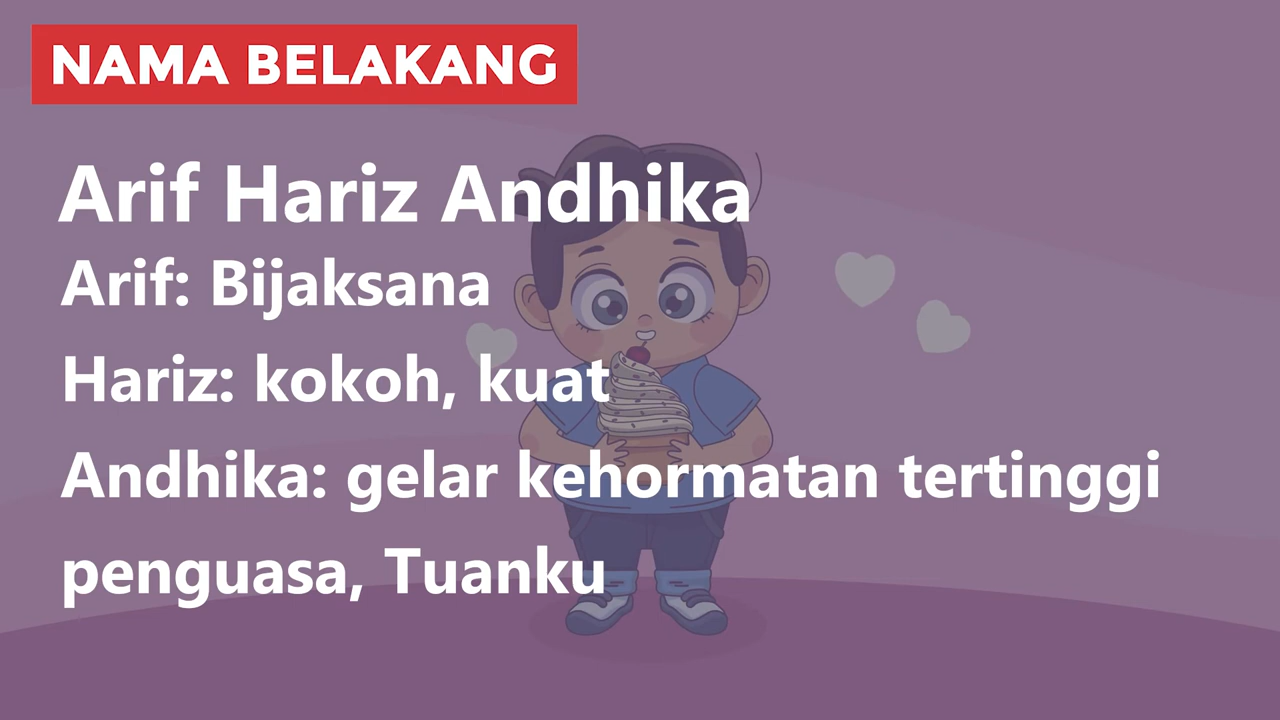 NAMA BELAKANG
Arif Hariz Andhika
Arif: Bijaksana
Hariz: kokoh, kuat
Andhika: gelar kehormatan tertinggi
penguasa, Tuanku